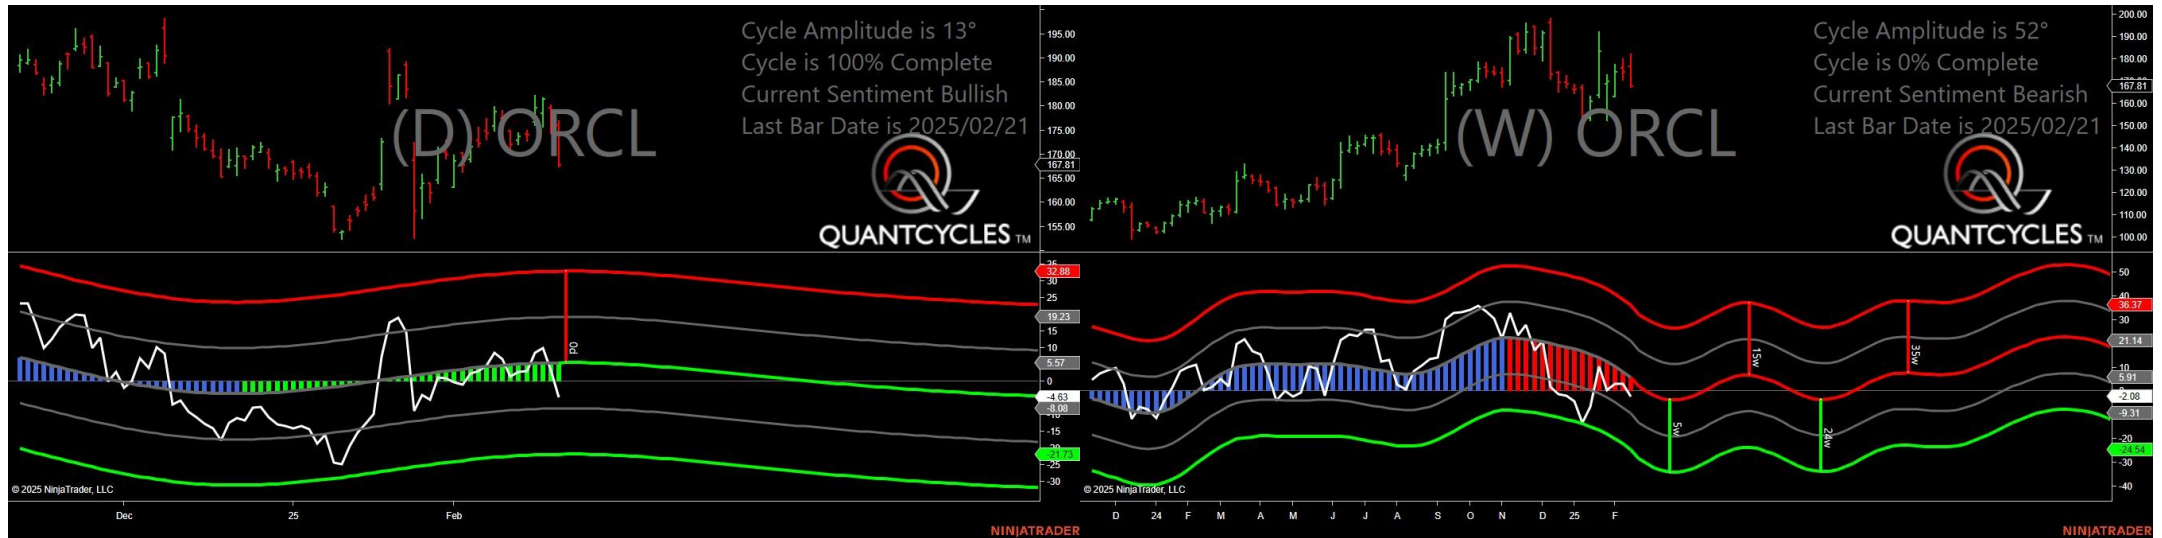 Cycle Amplitude is 13°
Cycle is 100% Complete
Current Sentiment Bullish
Last Bar Date is 2025/02/21
(D) ORCL
QUANTCYCLES TM
195.00
190.00
185.00
180.00
175.00
170.00
167.81
165.00
160.00
155.00
35
32.88
30
25
19.23
15
10
5.57
0
-4.63
-8.08
-15
-21.73
-25
-30
0d
© 2025 NinjaTrader, LLC
Dec 25 Feb
NINJATRADER
Cycle Amplitude is 52°
Cycle is 0% Complete
Current Sentiment Bearish
Last Bar Date is 2025/02/21
(W) ORCL
QUANTCYCLES TM
200.00
190.00
180.00
167.81
160.00
150.00
140.00
130.00
120.00
110.00
100.00
50
40
36.37
30
21.14
10
5.91
-2.08
-9.31
-20
-24.54
-30
-40
5w
15w
24w
35w
© 2025 NinjaTrader, LLC
D 24 F M A M J J A S O N D 25 F
NINJATRADER